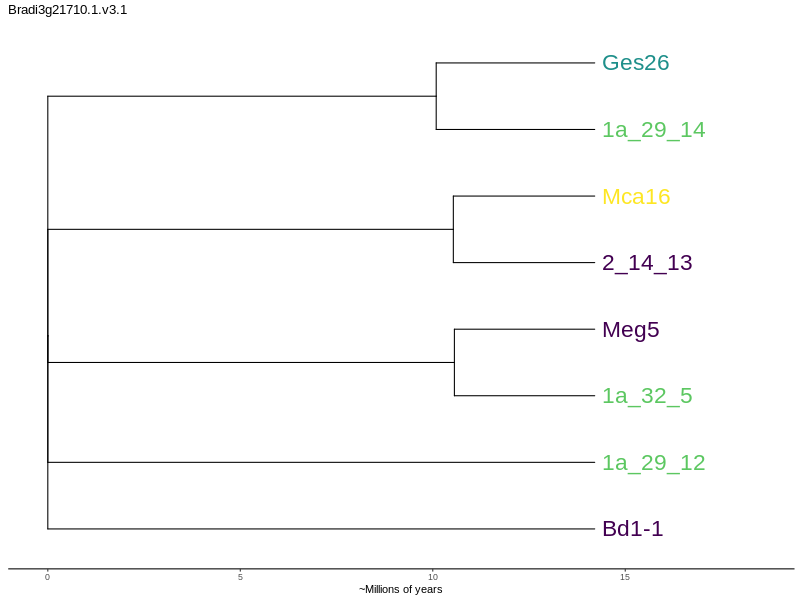 Bradi3g21710.1.v3.1
Ges26
1a_29_14
Mca16
2_14_13
Meg5
1a_32_5
1a_29_12
Bd1-1
0 5 10 15
~Millions of years